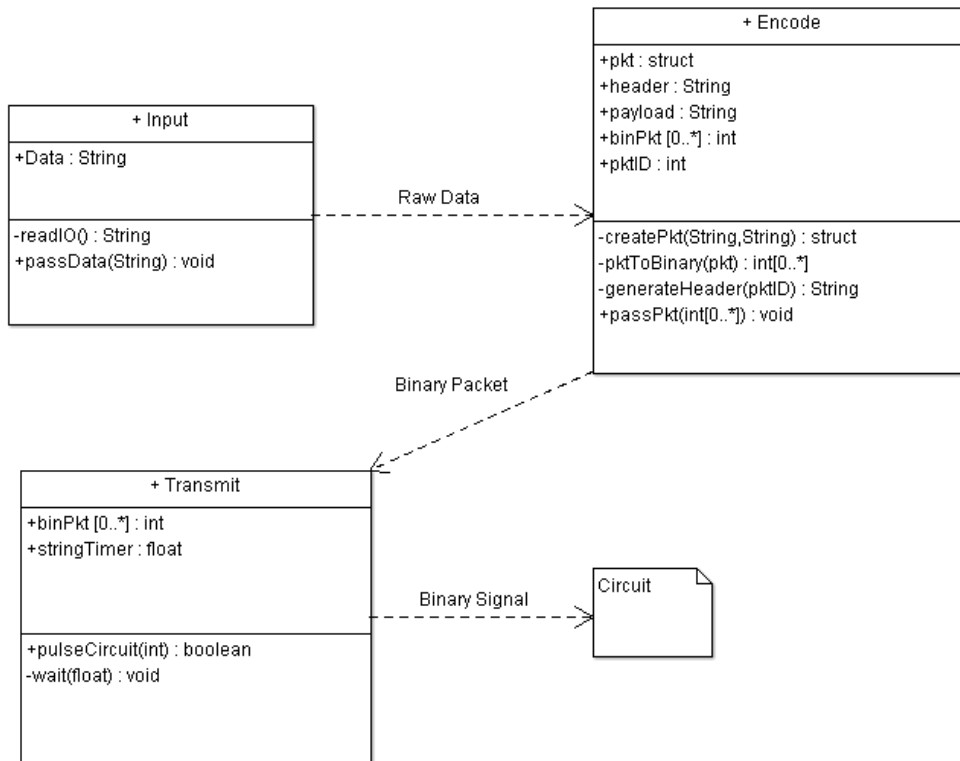 + Encode
+pkt : struct
+header : String
+payload : String
+binPkt [0..*] : int
+pktID : int
-createPkt(String,String) : struct
-pktToBinary(pkt) : int[0..*]
-generateHeader(pktID) : String
+passPkt(int[0..*]) : void
+ Input
+Data : String
-readIO() : String
+passData(String) : void
Raw Data
Binary Packet
+ Transmit
+binPkt [0..*] : int
+stringTimer : float
+pulseCircuit(int) : boolean
-wait(float) : void
Binary Signal
Circuit